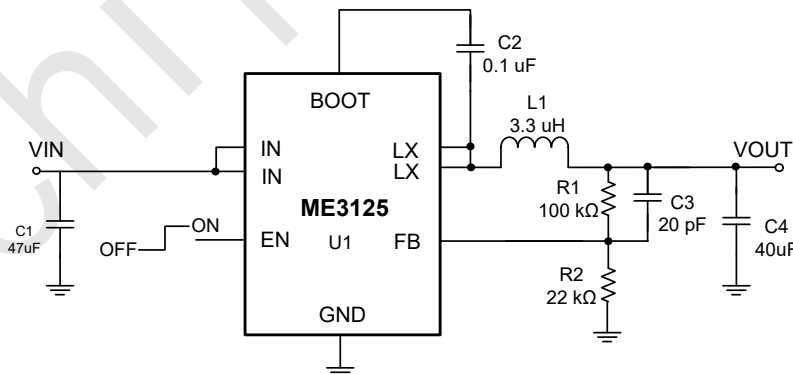 C2
0.1 uF
BOOT
L1
3.3 uH
VIN
IN
LX
VOUT
IN
LX
R1
100 kΩ
C3
20 pF
ME3125
C1
47uF
ON
OFF
EN
U1
FB
C4
40uF
R2
22 kΩ
GND